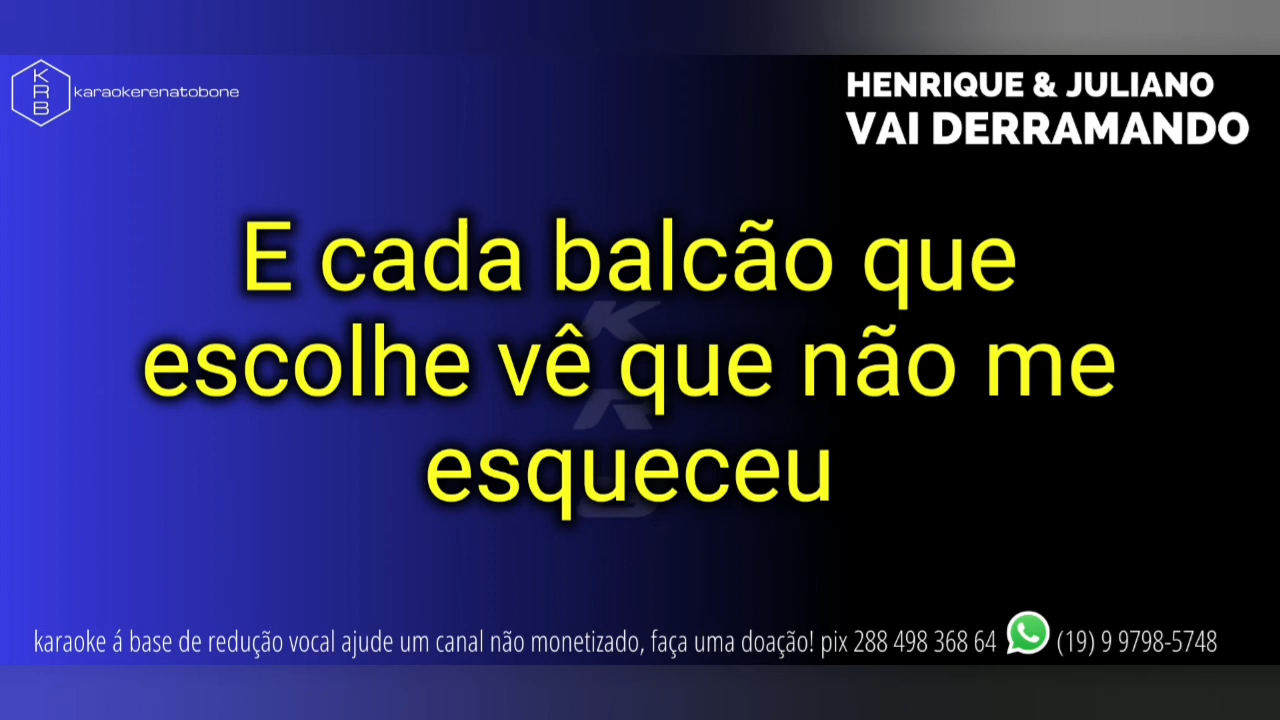 K
R
B
karaokerenatobone
HENRIQUE & JULIANO
VAI DERRAMANDO
E cada balcão que
escolhe vê que não me
esqueceu
K
R
B
karaoke á base de redução vocal ajude um canal não monetizado, faça uma doação! pix 288 498 368 64 (19) 9 9798-5748